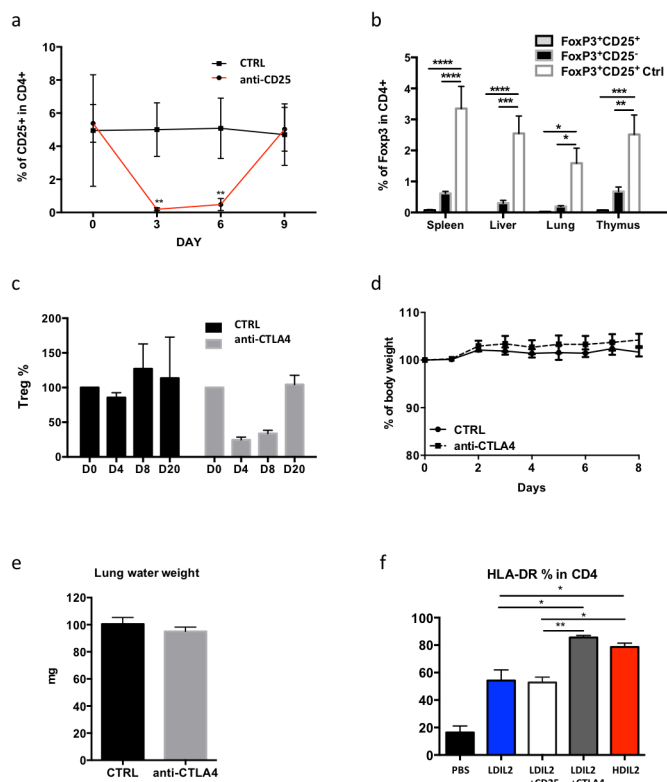 a
CTRL
anti-CD25
% of CD25+ in CD4+
10
8
6
4
2
0
**
**
0 3 6 9
DAY
b
FoxP3+CD25+
FoxP3+CD25-
FoxP3+CD25+ Ctrl
% of Foxp3 in CD4+
5
4
3
2
1
0
****
****
****
***
*
*
***
**
Spleen Liver Lung Thymus
c
CTRL
anti-CTLA4
Treg %
200
150
100
50
0
D0 D4 D8 D20 D0 D4 D8 D20
d
% of body weight
110
100
90
80
CTRL
anti-CTLA4
0 2 4 6 8
Days
e
Lung water weight
mg
120
100
80
60
40
20
0
CTRL anti-CTLA4
f
HLA-DR % in CD4
100
80
60
40
20
0
*
*
*
**
PBS LDIL2 LDIL2 LDIL2 HDIL2
+CD25 +CTLA4